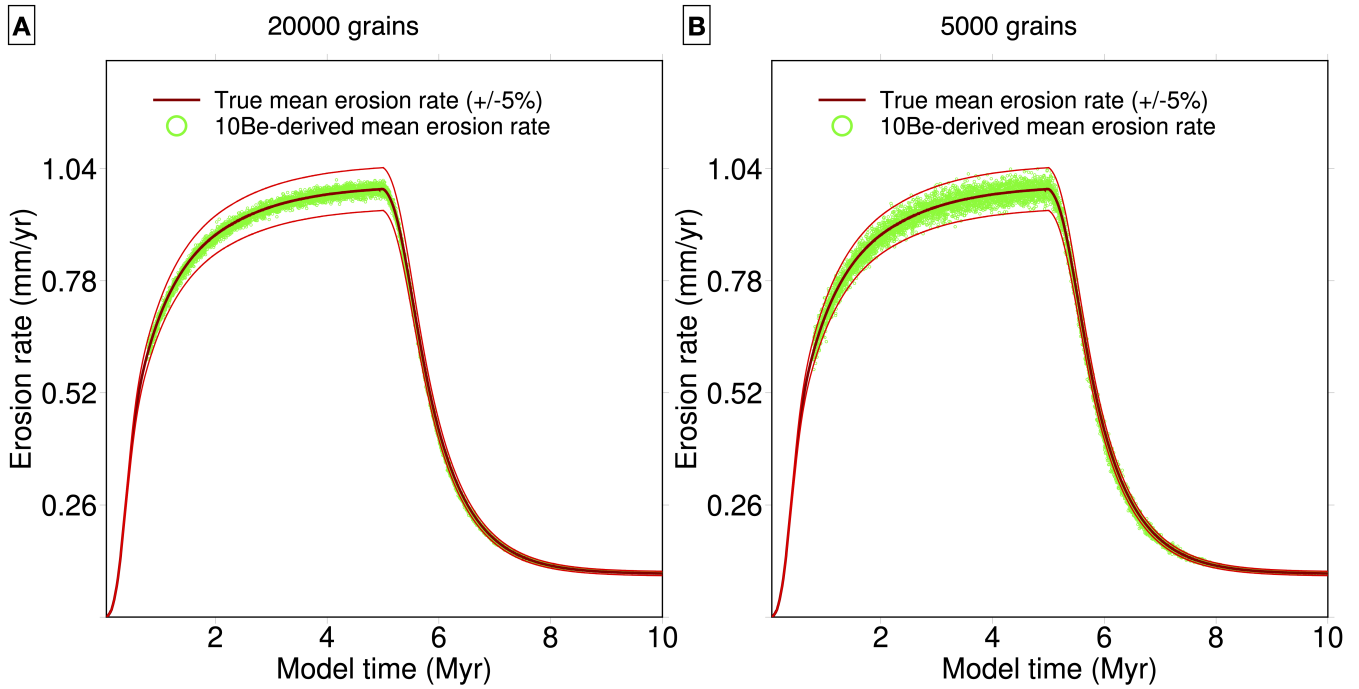 A
20000 grains
True mean erosion rate (+/-5%)
10Be-derived mean erosion rate
Erosion rate (mm/yr)
1.04
0.78
0.52
0.26
2 4 6 8 10
Model time (Myr)
B
5000 grains
True mean erosion rate (+/-5%)
10Be-derived mean erosion rate
Erosion rate (mm/yr)
1.04
0.78
0.52
0.26
2 4 6 8 10
Model time (Myr)